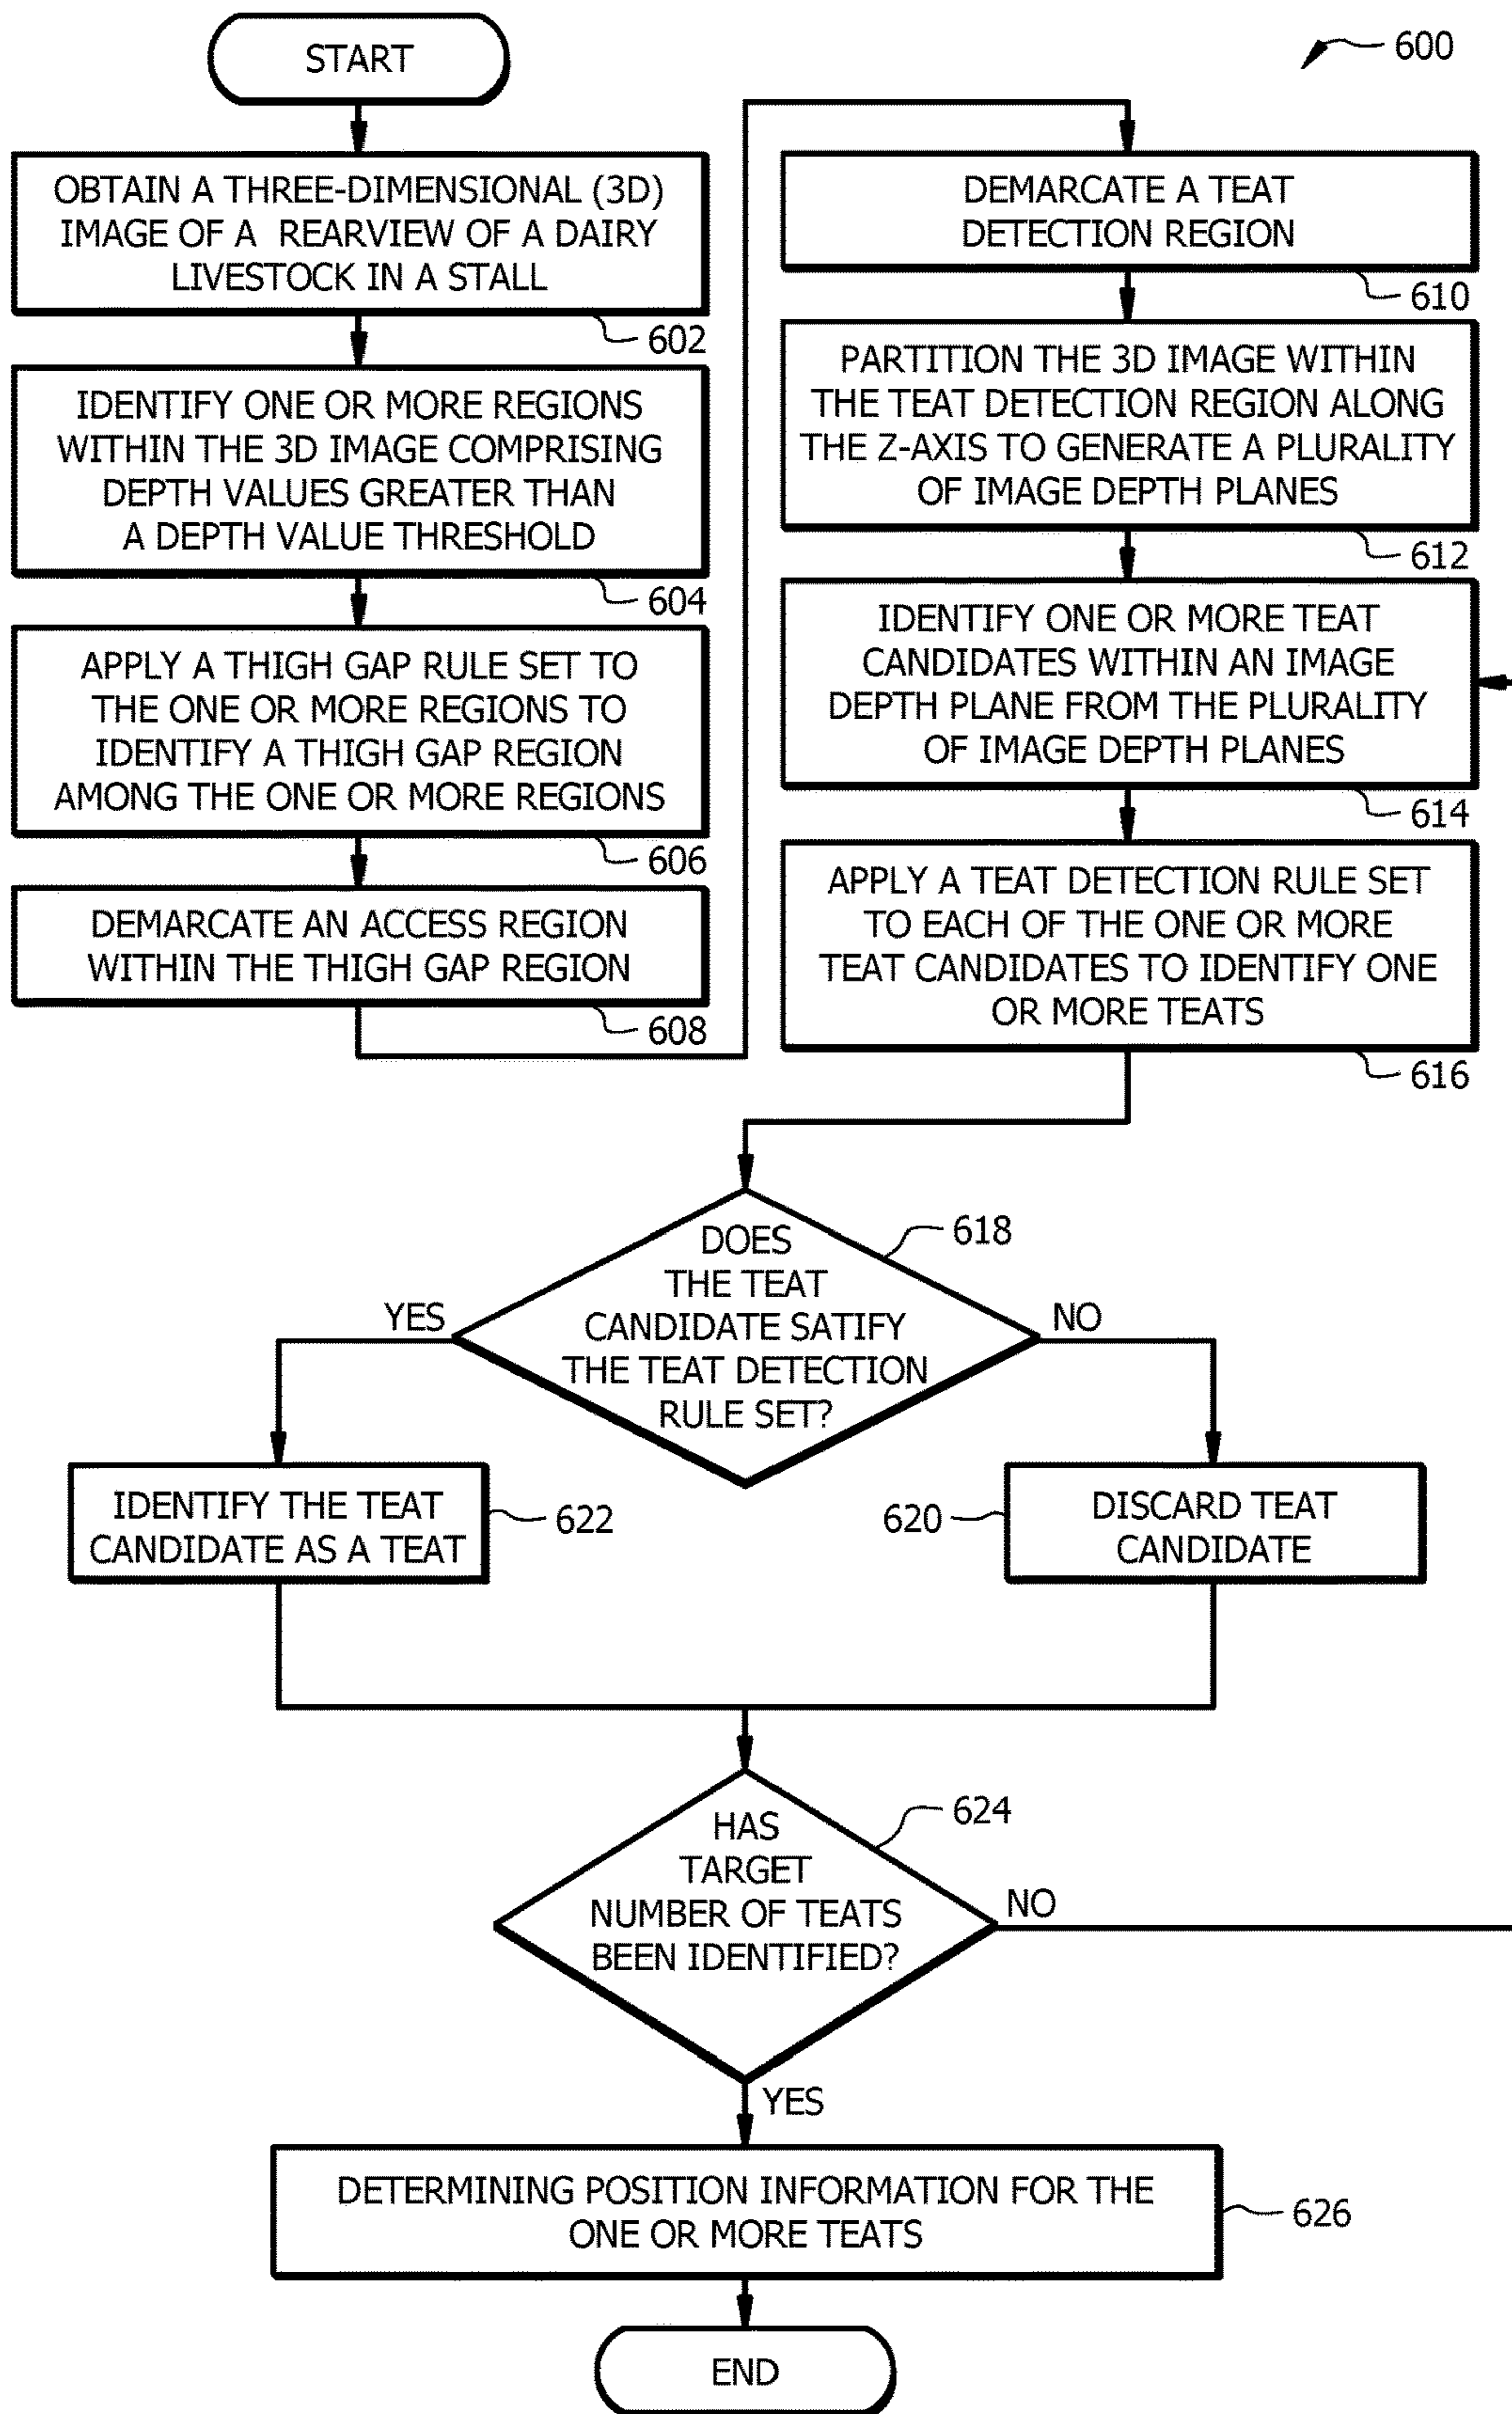 START
600
OBTAIN A THREE-DIMENSIONAL (3D)
IMAGE OF A REARVIEW OF A DAIRY
LIVESTOCK IN A STALL
602
IDENTIFY ONE OR MORE REGIONS
WITHIN THE 3D IMAGE COMPRISING
DEPTH VALUES GREATER THAN
A DEPTH VALUE THRESHOLD
604
APPLY A THIGH GAP RULE SET TO
THE ONE OR MORE REGIONS TO
IDENTIFY A THIGH GAP REGION
AMONG THE ONE OR MORE REGIONS
606
DEMARCATE AN ACCESS REGION
WITHIN THE THIGH GAP REGION
608
DEMARCATE A TEAT
DETECTION REGION
610
PARTITION THE 3D IMAGE WITHIN
THE TEAT DETECTION REGION ALONG
THE Z-AXIS TO GENERATE A PLURALITY
OF IMAGE DEPTH PLANES
612
IDENTIFY ONE OR MORE TEAT
CANDIDATES WITHIN AN IMAGE
DEPTH PLANE FROM THE PLURALITY
OF IMAGE DEPTH PLANES
614
APPLY A TEAT DETECTION RULE SET
TO EACH OF THE ONE OR MORE
TEAT CANDIDATES TO IDENTIFY ONE
OR MORE TEATS
616
DOES
THE TEAT
CANDIDATE SATIFY
THE TEAT DETECTION
RULE SET?
618
YES
NO
IDENTIFY THE TEAT
CANDIDATE AS A TEAT
622
620
DISCARD TEAT
CANDIDATE
HAS
TARGET
NUMBER OF TEATS
BEEN IDENTIFIED?
624
NO
YES
DETERMINING POSITION INFORMATION FOR THE
ONE OR MORE TEATS
626
END